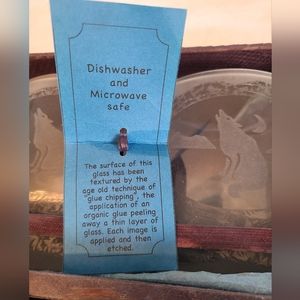 Dishwasher
and
Microwave
safe
The surface of this
glass has been
textured by the
age old technique of
"glue chipping", the
application of an
organic glue peeling
away a thin layer of
glass. Each image is
applied and then
etched.